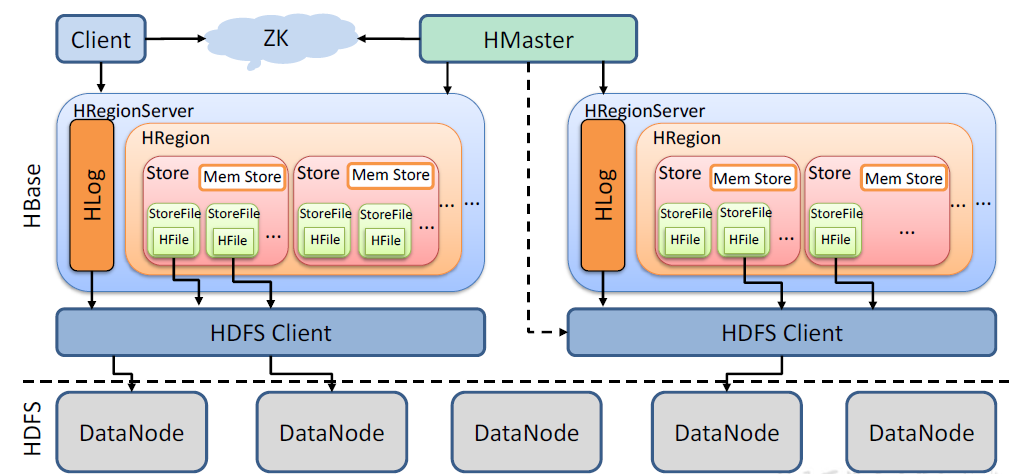 Client
ZK
HMaster
HBase
HRegionServer
HLog
HRegion
Store
Mem Store
StoreFile
HFile
StoreFile
HFile
...
Store
Mem Store
StoreFile
HFile
StoreFile
HFile
...
...
...
HRegionServer
HLog
HRegion
Store
Mem Store
StoreFile
HFile
StoreFile
HFile
...
Store
Mem Store
StoreFile
HFile
...
...
...
HDFS Client
HDFS Client
HDFS
DataNode
DataNode
DataNode
DataNode
DataNode